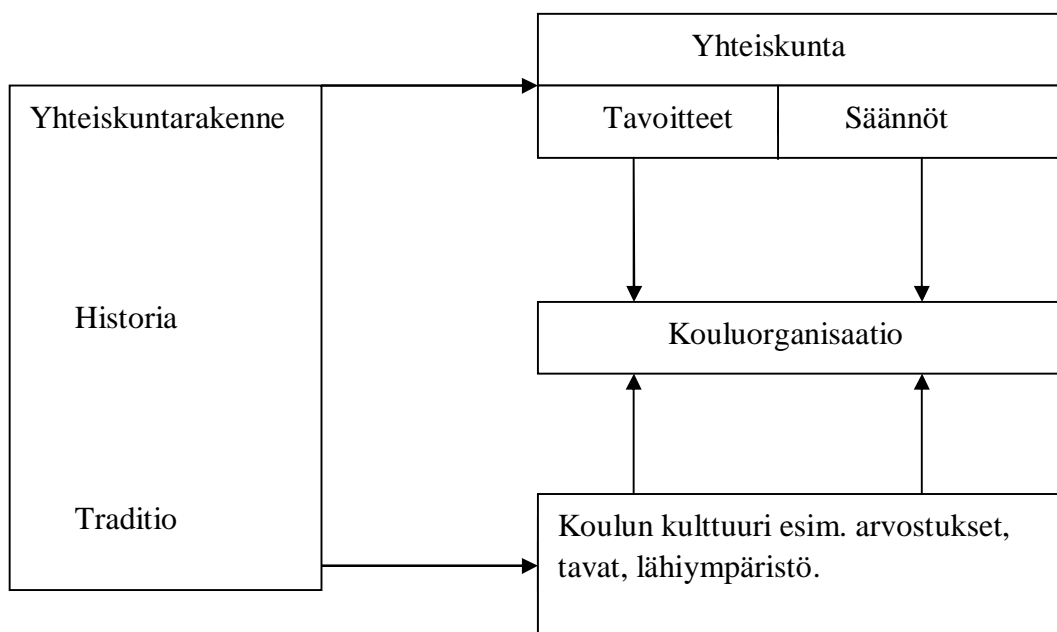 Yhteiskunta
Yhteiskuntarakenne
Tavoitteet
Säännöt
Historia
Kouluorganisaatio
Traditio
Koulun kulttuuri esim. arvostukset,
tavat, lähiympäristö.